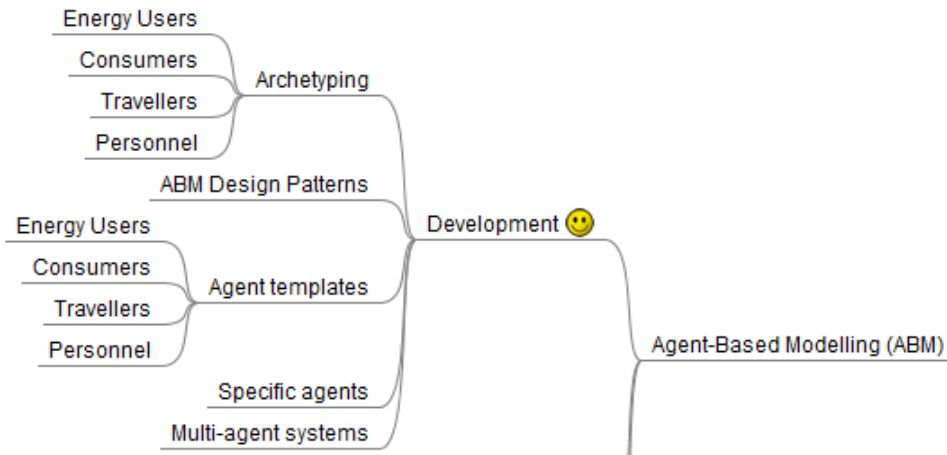 Energy Users
Consumers
Archetyping
Travellers
Personnel
ABM Design Patterns
Energy Users
Development
Consumers
Agent templates
Travellers
Personnel
Agent-Based Modelling (ABM)
Specific agents
Multi-agent systems